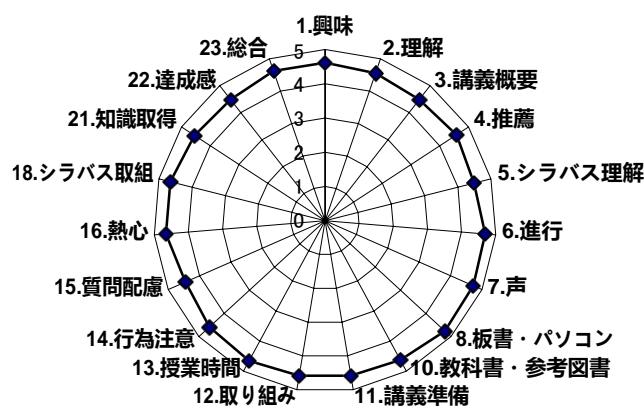 1.興味
2.理解
3.講義概要
4.推薦
5.シラバス理解
6.進行
7.声
8.板書・パソコン
10.教科書・参考図書
11.講義準備
12.取り組み
13.授業時間
14.行為注意
15.質問配慮
16.熱心
18.シラバス取組
21.知識取得
22.達成感
23.総合
5
4
3
2
1
0